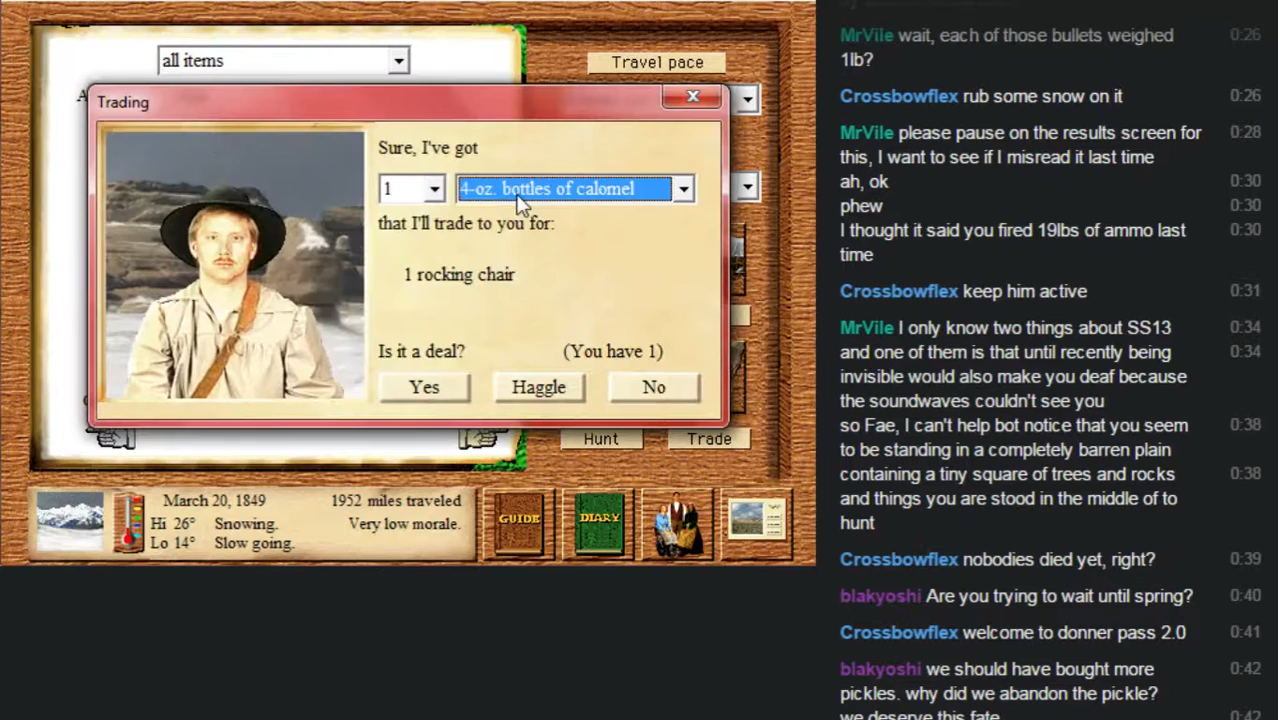 all items
Travel pace
Trading
Sure, I've got
1
4-oz. bottles of calomel
that I'll trade to you for:
1 rocking chair
Is it a deal?
(You have 1)
Yes
Haggle
No
Hunt
Trade
March 20, 1849
1952 miles traveled
Hi 26° Snowing.
Very low morale.
Lo 14° Slow going.
GUIDE
DIARY
MrVile wait, each of those bullets weighed 0:26
1lb?
Crossbowflex rub some snow on it 0:26
MrVile please pause on the results screen for 0:28
this, I want to see if I misread it last time
ah, ok 0:30
phew 0:30
I thought it said you fired 19lbs of ammo last 0:30
time
Crossbowflex keep him active 0:31
MrVile I only know two things about SS13 0:34
and one of them is that until recently being 0:34
invisible would also make you deaf because
the soundwaves couldn't see you
so Fae, I can't help bot notice that you seem 0:38
to be standing in a completely barren plain
containing a tiny square of trees and rocks 0:38
and things you are stood in the middle of to
hunt
Crossbowflex nobodies died yet, right? 0:39
blakyoshi Are you trying to wait until spring? 0:40
Crossbowflex welcome to donner pass 2.0 0:41
blakyoshi we should have bought more 0:42
pickles. why did we abandon the pickle?
we deserve this fate 0:42